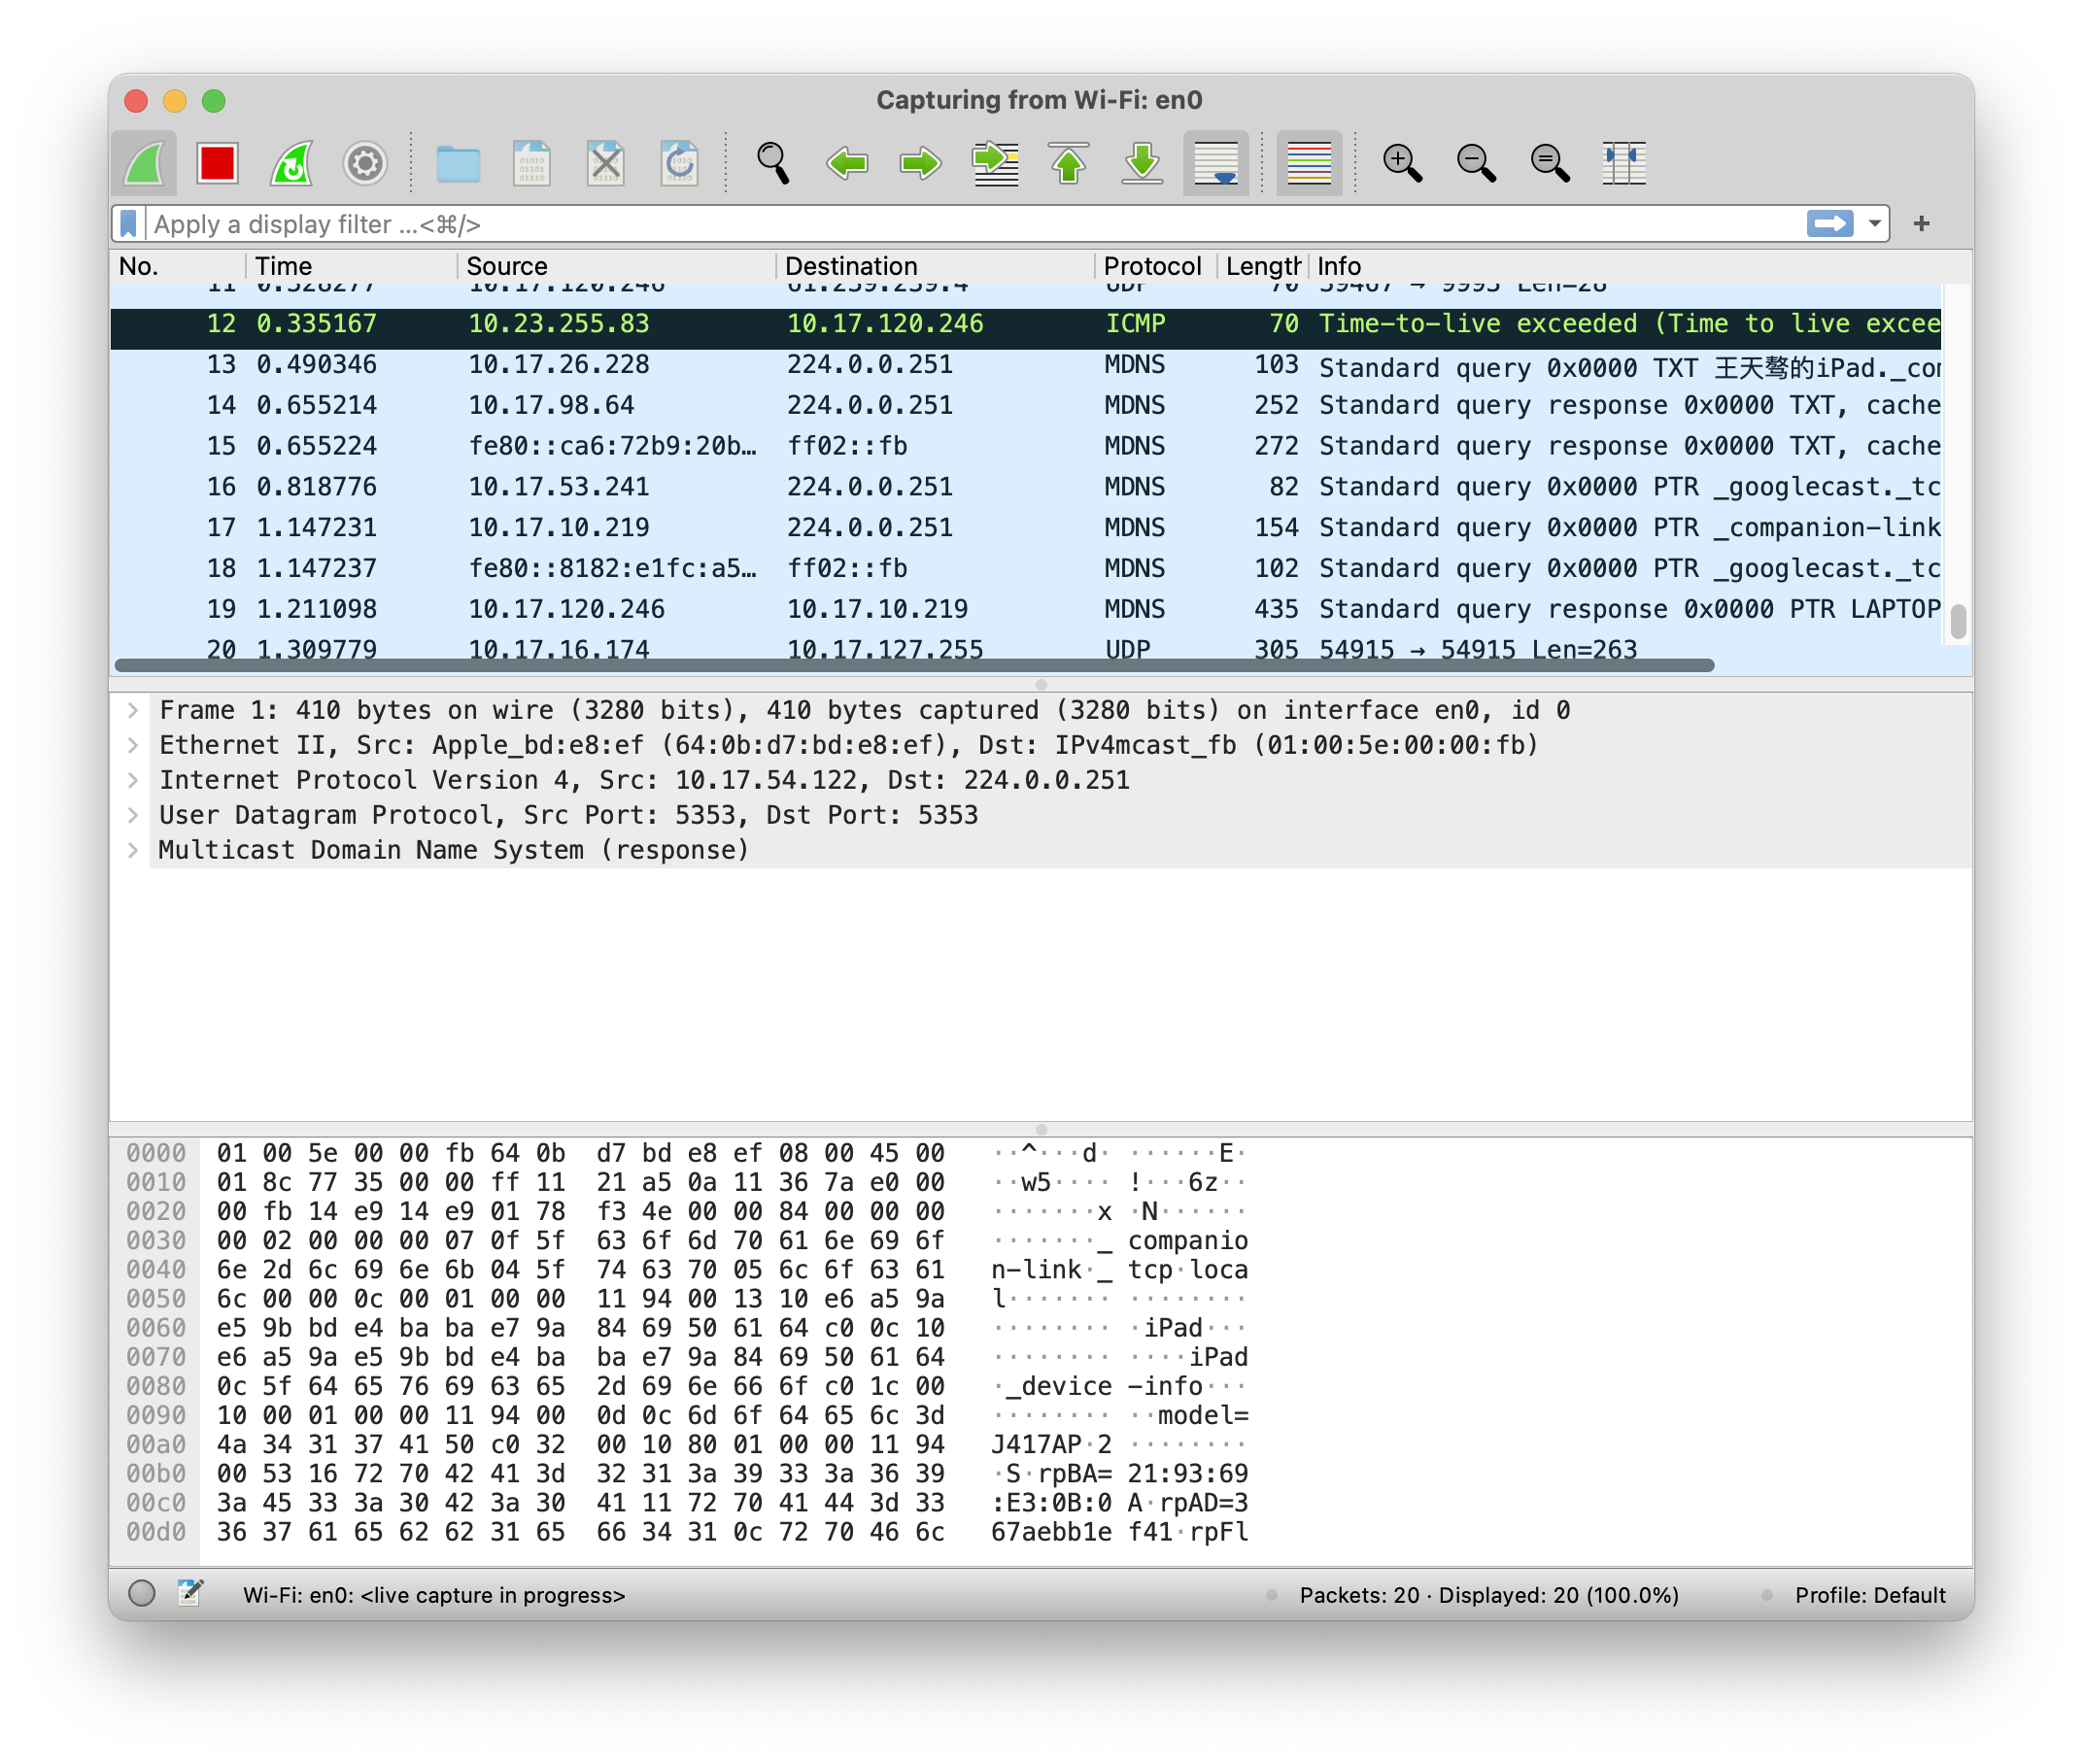 Capturing from Wi-Fi: en0
Apply a display filter ...<⌘/>
+
No. Time Source Destination Protocol Length Info
11 0.328277 10.17.120.246 61.239.239.4 UDP 70 39467 → 9993 Len=28
12 0.335167 10.23.255.83 10.17.120.246 ICMP 70 Time-to-live exceeded (Time to live excee
13 0.490346 10.17.26.228 224.0.0.251 MDNS 103 Standard query 0x0000 TXT 王天骜的iPad._con
14 0.655214 10.17.98.64 224.0.0.251 MDNS 252 Standard query response 0x0000 TXT, cache
15 0.655224 fe80::ca6:72b9:20b… ff02::fb MDNS 272 Standard query response 0x0000 TXT, cache
16 0.818776 10.17.53.241 224.0.0.251 MDNS 82 Standard query 0x0000 PTR _googlecast._tc
17 1.147231 10.17.10.219 224.0.0.251 MDNS 154 Standard query 0x0000 PTR _companion-link
18 1.147237 fe80::8182:e1fc:a5… ff02::fb MDNS 102 Standard query 0x0000 PTR _googlecast._tc
19 1.211098 10.17.120.246 10.17.10.219 MDNS 435 Standard query response 0x0000 PTR LAPTOP
20 1.309779 10.17.16.174 10.17.127.255 UDP 305 54915 → 54915 Len=263
Frame 1: 410 bytes on wire (3280 bits), 410 bytes captured (3280 bits) on interface en0, id 0
Ethernet II, Src: Apple_bd:e8:ef (64:0b:d7:bd:e8:ef), Dst: IPv4mcast_fb (01:00:5e:00:00:fb)
Internet Protocol Version 4, Src: 10.17.54.122, Dst: 224.0.0.251
User Datagram Protocol, Src Port: 5353, Dst Port: 5353
Multicast Domain Name System (response)
0000 01 00 5e 00 00 fb 64 0b d7 bd e8 ef 08 00 45 00 ··^···d· ······E·
0010 01 8c 77 35 00 00 ff 11 21 a5 0a 11 36 7a e0 00 ··w5···· !···6z··
0020 00 fb 14 e9 14 e9 01 78 f3 4e 00 00 84 00 00 00 ·······x ·N······
0030 00 02 00 00 00 07 0f 5f 63 6f 6d 70 61 6e 69 6f ·······_ companio
0040 6e 2d 6c 69 6e 6b 04 5f 74 63 70 05 6c 6f 63 61 n-link·_ tcp·loca
0050 6c 00 00 0c 00 01 00 00 11 94 00 13 10 e6 a5 9a l······· ········
0060 e5 9b bd e4 ba ba e7 9a 84 69 50 61 64 c0 0c 10 ········ ·iPad···
0070 e6 a5 9a e5 9b bd e4 ba ba e7 9a 84 69 50 61 64 ········ ····iPad
0080 0c 5f 64 65 76 69 63 65 2d 69 6e 66 6f c0 1c 00 ·_device -info···
0090 10 00 01 00 00 11 94 00 0d 0c 6d 6f 64 65 6c 3d ········ ··model=
00a0 4a 34 31 37 41 50 c0 32 00 10 80 01 00 00 11 94 J417AP·2 ········
00b0 00 53 16 72 70 42 41 3d 32 31 3a 39 33 3a 36 39 ·S·rpBA= 21:93:69
00c0 3a 45 33 3a 30 42 3a 30 41 11 72 70 41 44 3d 33 :E3:0B:0 A·rpAD=3
00d0 36 37 61 65 62 62 31 65 66 34 31 0c 72 70 46 6c 67aebb1e f41·rpFl
Wi-Fi: en0: <live capture in progress> Packets: 20 · Displayed: 20 (100.0%) Profile: Default